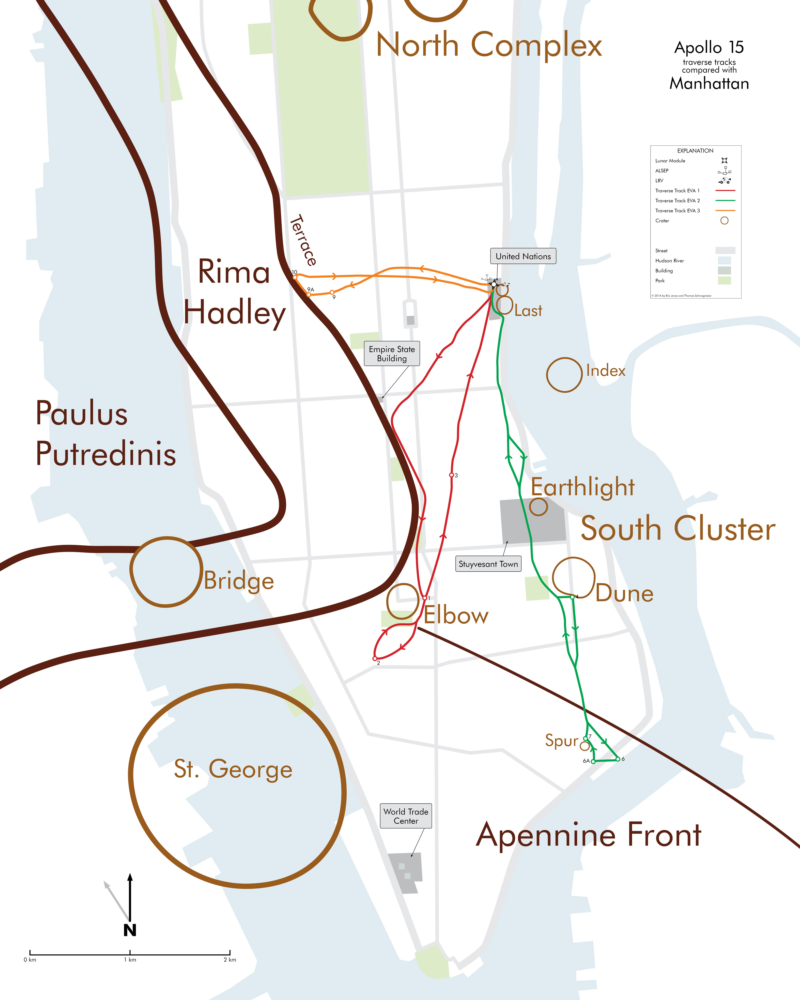 North Complex
Apollo 15
traverse tracks
compared with
Manhattan
EXPLANATION
Lunar Module
ALSEP
LRV
Traverse Track EVA 1
Traverse Track EVA 2
Traverse Track EVA 3
Crater
Street
Hudson River
Building
Park
© 2014 by Eric Jones and Thomas Schwagmeier
Terrace
United Nations
Rima
Hadley
10
9A
9
Last
Empire State
Building
Index
Paulus
Putredinis
3
Earthlight
South Cluster
Stuyvesant Town
Bridge
Dune
4
1
Elbow
2
Spur
7
6A
6
St. George
World Trade
Center
Apennine Front
N
0 km
1 km
2 km